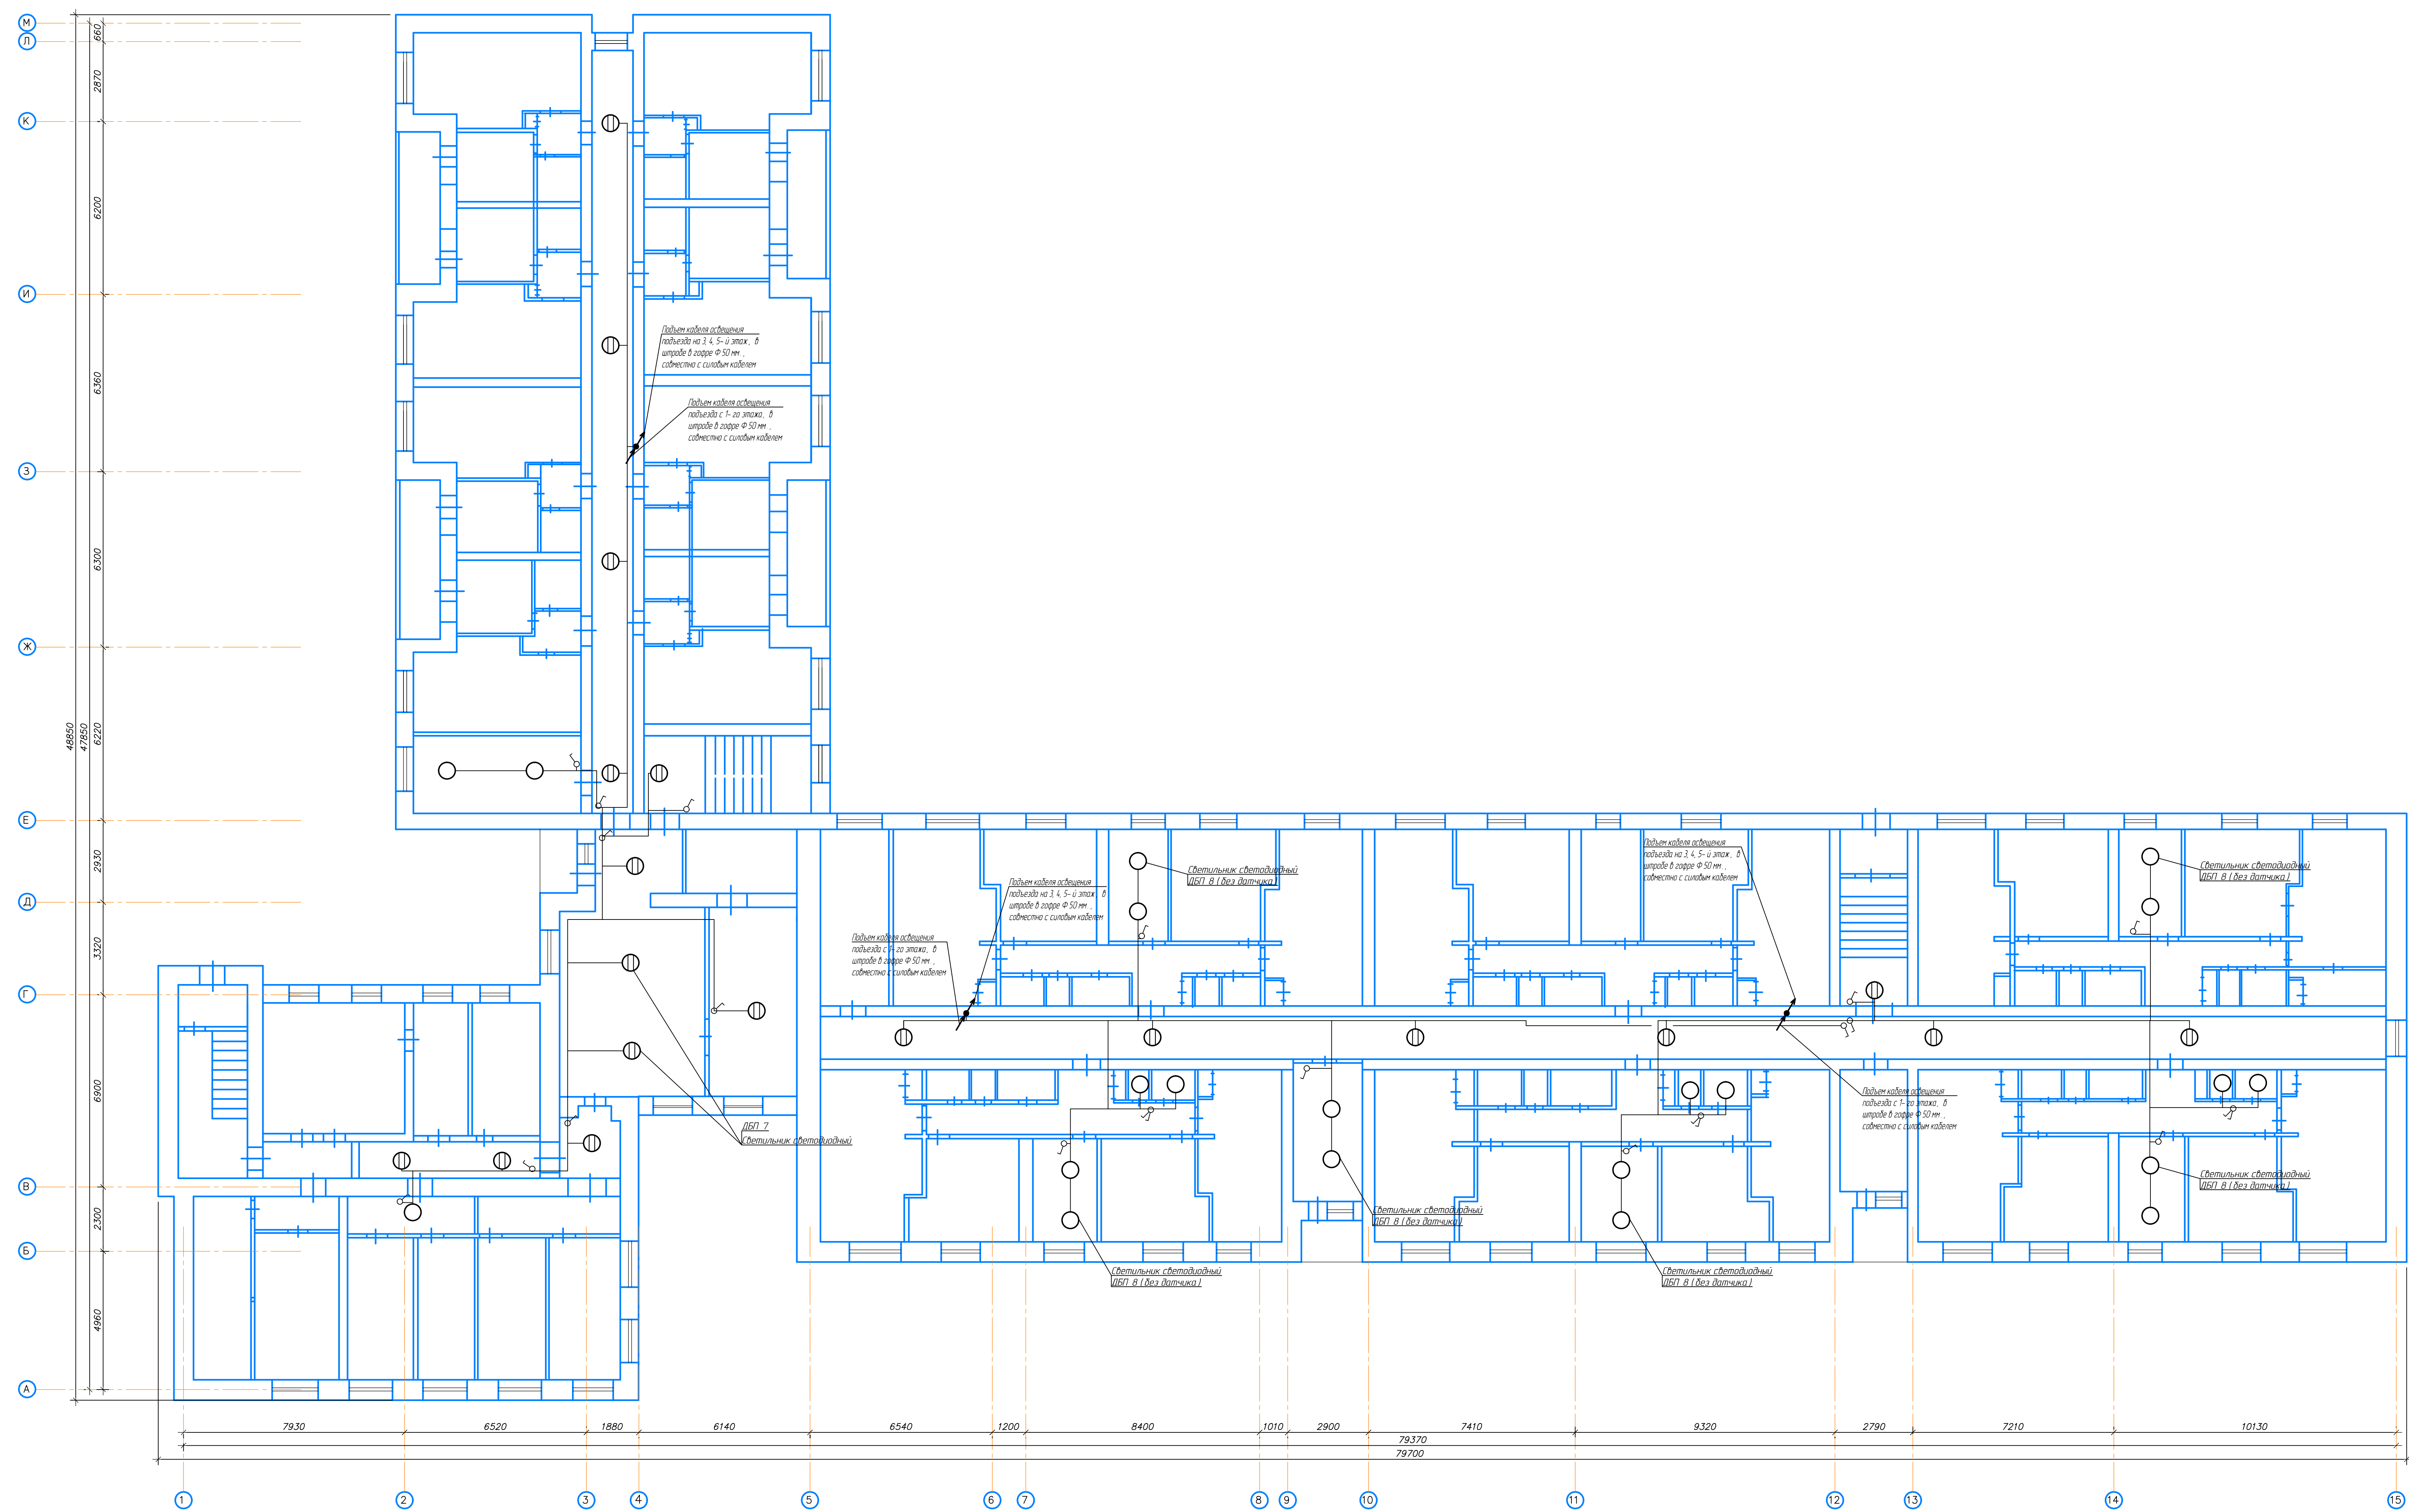 М
Л
К
И
З
Ж
Е
Д
Г
В
Б
А
660
2870
6200
6360
6300
6220
2930
3320
6900
2300
4960
47850
48850
Подъем кабеля освещения
подъезда на 3, 4, 5- й этаж, в
штробе в гофре Ф 50 мм.,
совместно с силовым кабелем
Подъем кабеля освещения
подъезда с 1- го этажа, в
штробе в гофре Ф 50 мм.,
совместно с силовым кабелем
Подъем кабеля освещения
подъезда на 3, 4, 5- й этаж, в
штробе в гофре Ф 50 мм.,
совместно с силовым кабелем
Подъем кабеля освещения
подъезда с 1- го этажа, в
штробе в гофре Ф 50 мм.,
совместно с силовым кабелем
Светильник светодиодный
ДБП 8 (без датчика)
Подъем кабеля освещения
подъезда на 3, 4, 5- й этаж, в
штробе в гофре Ф 50 мм.
совместно с силовым кабелем
Светильник светодиодный
ДБП 8 (без датчика)
Подъем кабеля освещения
подъезда с 1- го этажа, в
штробе в гофре Ф 50 мм.,
совместно с силовым кабелем
ДБП 7
Светильник светодиодный
Светильник светодиодный
ДБП 8 (без датчика)
Светильник светодиодный
ДБП 8 (без датчика)
Светильник светодиодный
ДБП 8 (без датчика)
Светильник светодиодный
ДБП 8 (без датчика)
7930
6520
1880
6140
6540
1200
8400
1010
2900
7410
9320
2790
7210
10130
79370
79700
1
2
3
4
5
6
7
8
9
10
11
12
13
14
15